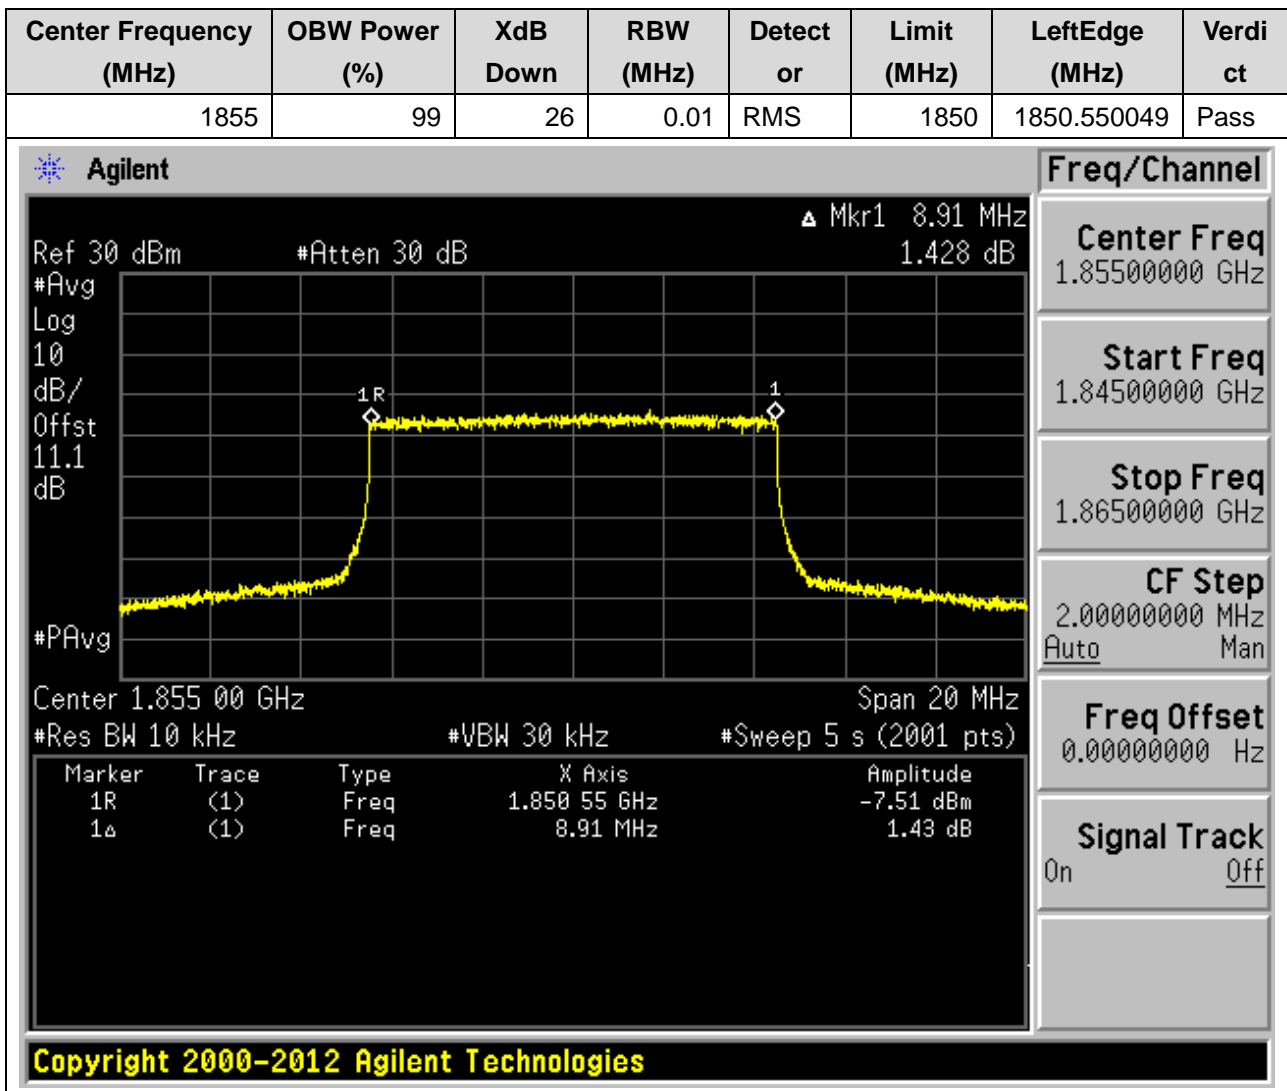 Center Frequency (MHz) OBW Power (%) XdB Down RBW (MHz) Detect or Limit (MHz) LeftEdge (MHz) Verdi ct
1855 99 26 0.01 RMS 1850 1850.550049 Pass
Agilent
Freq/Channel
Δ Mkr1 8.91 MHz
Ref 30 dBm #Atten 30 dB 1.428 dB
#Avg
Log
10
dB/
Offst
11.1
dB
#PAvg
1R
1
Center 1.855 00 GHz Span 20 MHz
#Res BW 10 kHz #VBW 30 kHz #Sweep 5 s (2001 pts)
Marker Trace Type X Axis Amplitude
1R (1) Freq 1.850 55 GHz -7.51 dBm
1Δ (1) Freq 8.91 MHz 1.43 dB
Center Freq
1.85500000 GHz
Start Freq
1.84500000 GHz
Stop Freq
1.86500000 GHz
CF Step
2.00000000 MHz
Auto Man
Freq Offset
0.00000000 Hz
Signal Track
On Off
Copyright 2000-2012 Agilent Technologies